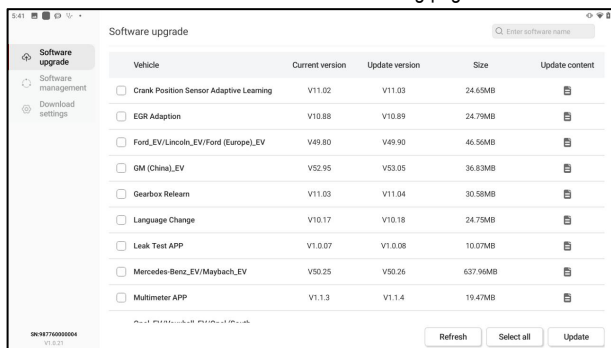 5:41
Software upgrade
Enter software name
Software
upgrade
Software
management
Download
settings
Vehicle Current version Update version Size Update content
Crank Position Sensor Adaptive Learning V11.02 V11.03 24.65MB
EGR Adaption V10.88 V10.89 24.79MB
Ford_EV/Lincoln_EV/Ford (Europe)_EV V49.80 V49.90 46.56MB
GM (China)_EV V52.95 V53.05 36.83MB
Gearbox Relearn V11.03 V11.04 30.58MB
Language Change V10.17 V10.18 24.75MB
Leak Test APP V1.0.07 V1.0.08 10.07MB
Mercedes-Benz_EV/Maybach_EV V50.25 V50.26 637.96MB
Multimeter APP V1.1.3 V1.1.4 19.47MB
SN:987760000004
V1.0.21
Refresh Select all Update